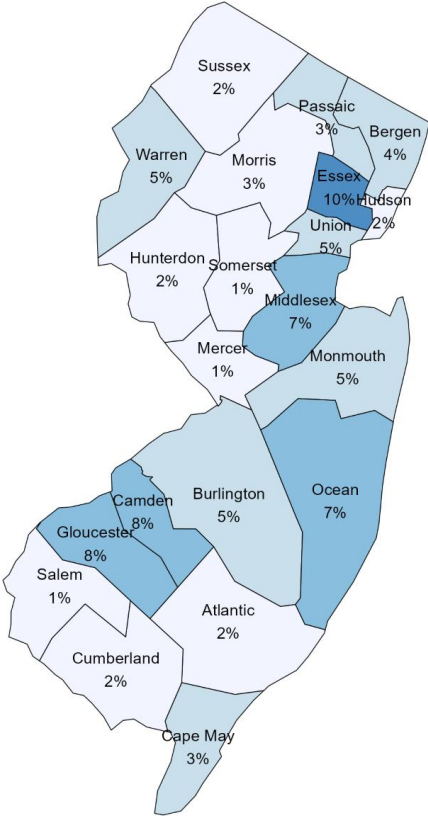 Sussex
2%
Passaic
3%
Bergen
4%
Warren
5%
Morris
3%
Essex
10%
Hudson
2%
Union
5%
Hunterdon
2%
Somerset
1%
Middlesex
7%
Mercer
1%
Monmouth
5%
Ocean
7%
Burlington
5%
Camden
8%
Gloucester
8%
Salem
1%
Atlantic
2%
Cumberland
2%
Cape May
3%